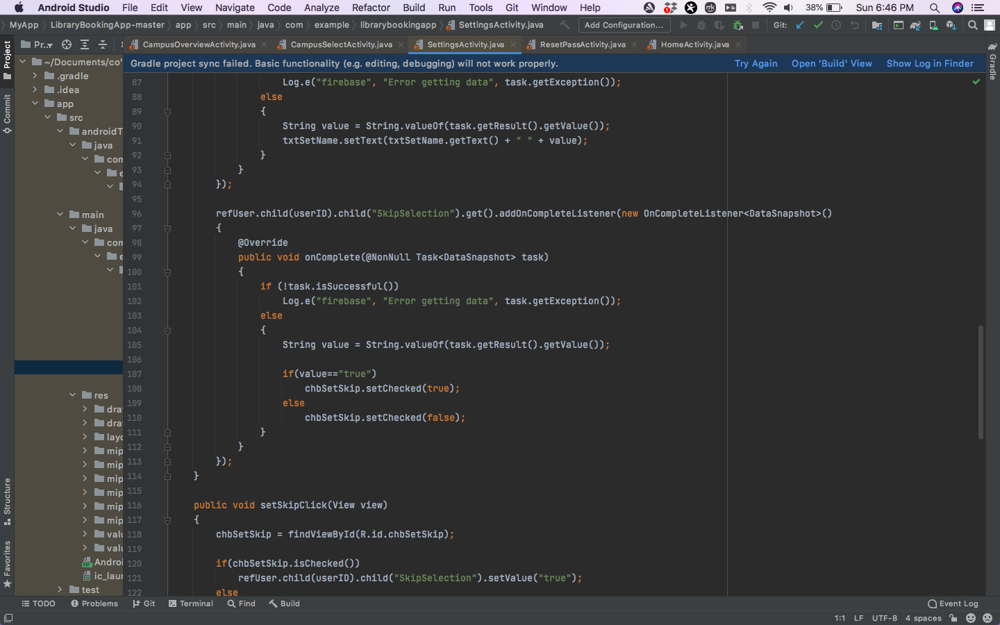 Android Studio File Edit View Navigate Code Analyze Refactor Build Run Tools Git Window Help 38% Sun 6:46 PM
MyApp LibraryBookingApp-master app src main java com example librarybookingapp SettingsActivity.java Add Configuration... Git:
Pr... CampusOverviewActivity.java CampusSelectActivity.java SettingsActivity.java ResetPassActivity.java HomeActivity.java
Gradle project sync failed. Basic functionality (e.g. editing, debugging) will not work properly. Try Again Open 'Build' View Show Log in Finder
Project
Commit
Structure
Favorites
Gradle
~/Documents/co
.gradle
.idea
app
src
androidT
java
com
e
main
java
com
e
res
dra
dra
layo
mip
mip
mip
mip
mip
mip
valu
valu
Androi
ic_lau
test
87 Log.e("firebase", "Error getting data", task.getException());
88 else
89 {
90 String value = String.valueOf(task.getResult().getValue());
91 txtSetName.setText(txtSetName.getText() + " " + value);
92 }
93 }
94 });
95
96 refUser.child(userID).child("SkipSelection").get().addOnCompleteListener(new OnCompleteListener<DataSnapshot>()
97 {
98 @Override
99 public void onComplete(@NonNull Task<DataSnapshot> task)
100 {
101 if (!task.isSuccessful())
102 Log.e("firebase", "Error getting data", task.getException());
103 else
104 {
105 String value = String.valueOf(task.getResult().getValue());
106
107 if(value=="true")
108 chbSetSkip.setChecked(true);
109 else
110 chbSetSkip.setChecked(false);
111 }
112 }
113 });
114 }
115
116 public void setSkipClick(View view)
117 {
118 chbSetSkip = findViewById(R.id.chbSetSkip);
119
120 if(chbSetSkip.isChecked())
121 refUser.child(userID).child("SkipSelection").setValue("true");
122 else
TODO Problems Git Terminal Find Build Event Log
1:1 LF UTF-8 4 spaces